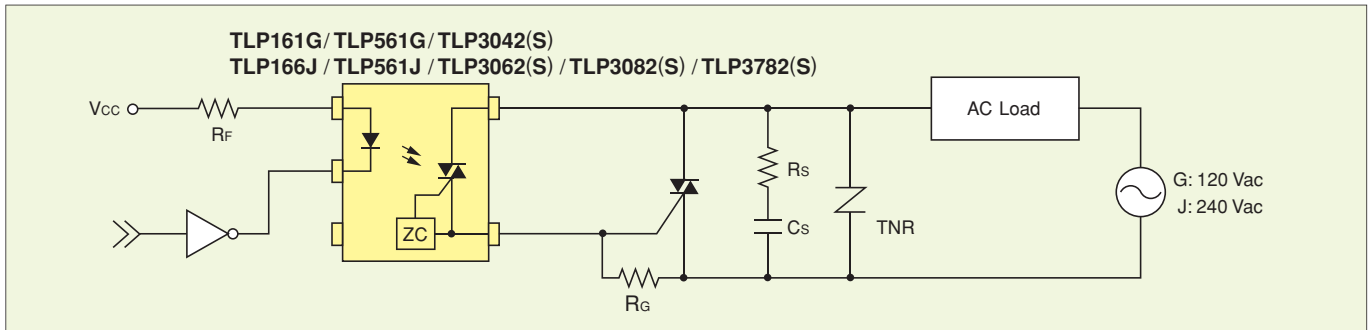 TLP161G/ TLP561G/ TLP3042(S)
TLP166J / TLP561J / TLP3062(S) / TLP3082(S) / TLP3782(S)
VCC
RF
ZC
RG
RS
CS
TNR
AC Load
G: 120 Vac
J: 240 Vac